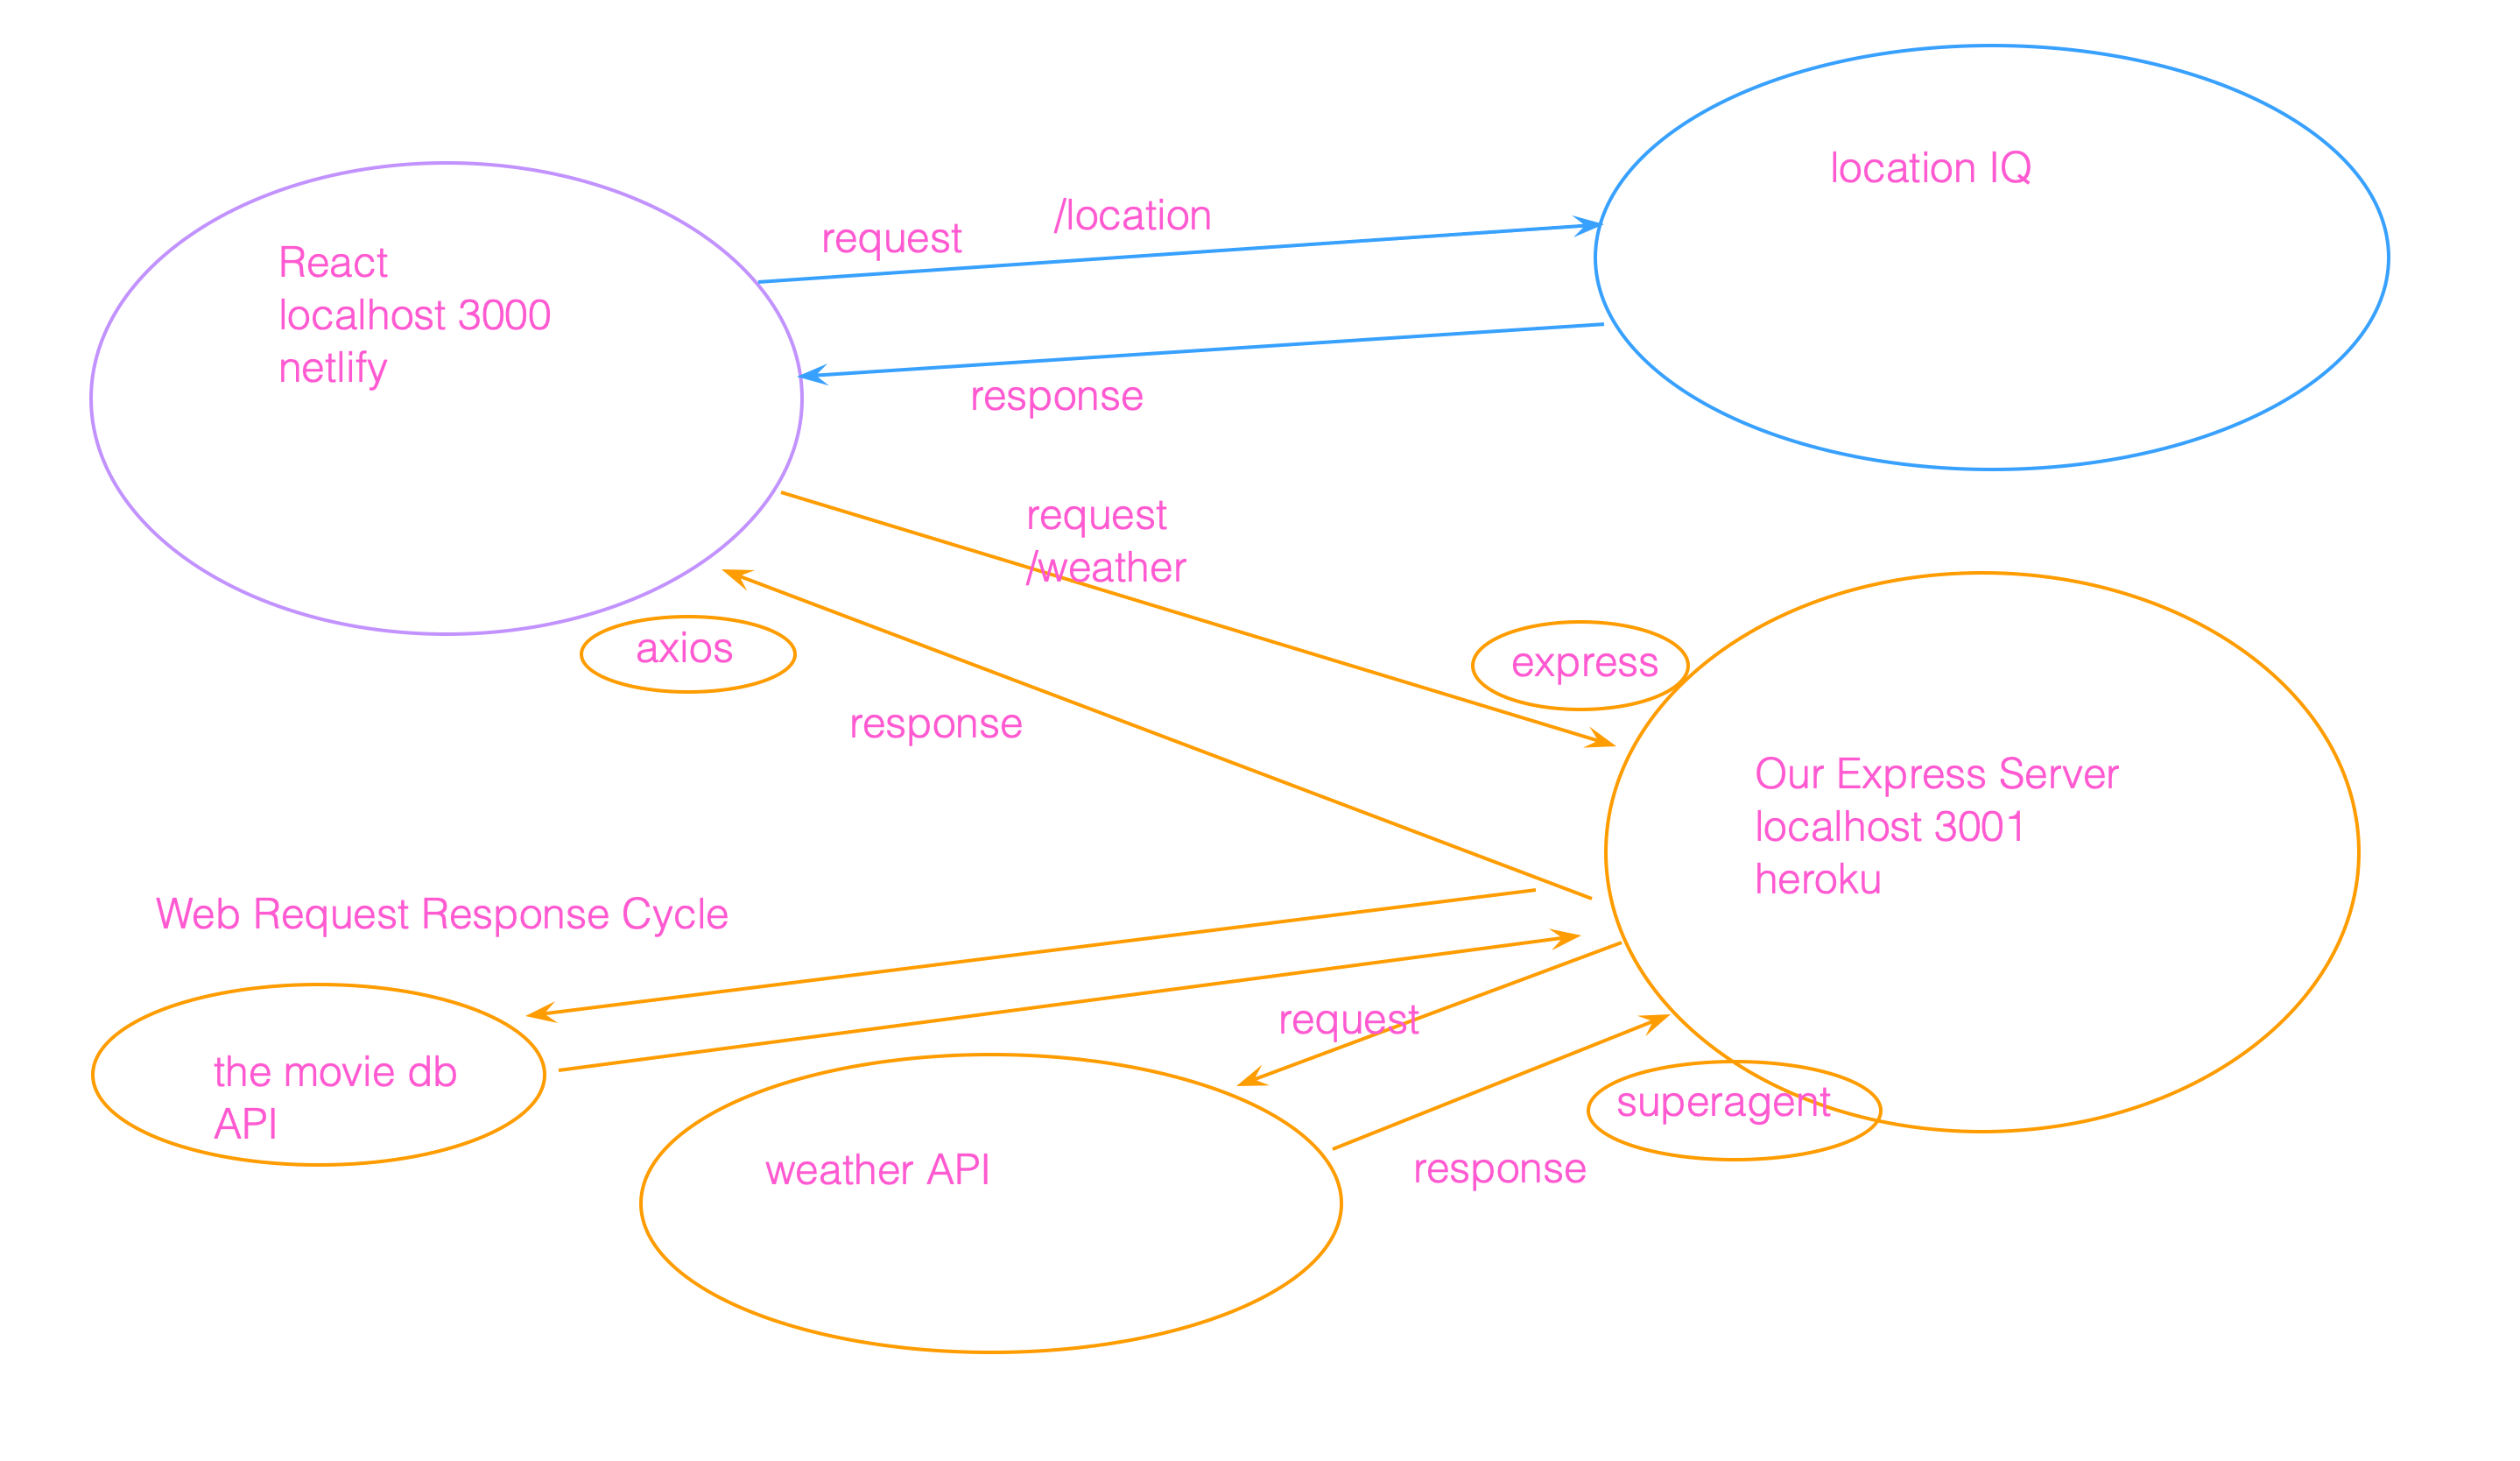 location IQ
/location
request
React
localhost 3000
netlify
response
request
/weather
axios
express
response
Our Express Server
localhost 3001
heroku
Web Request Response Cycle
request
the movie db
API
superagent
weather API
response